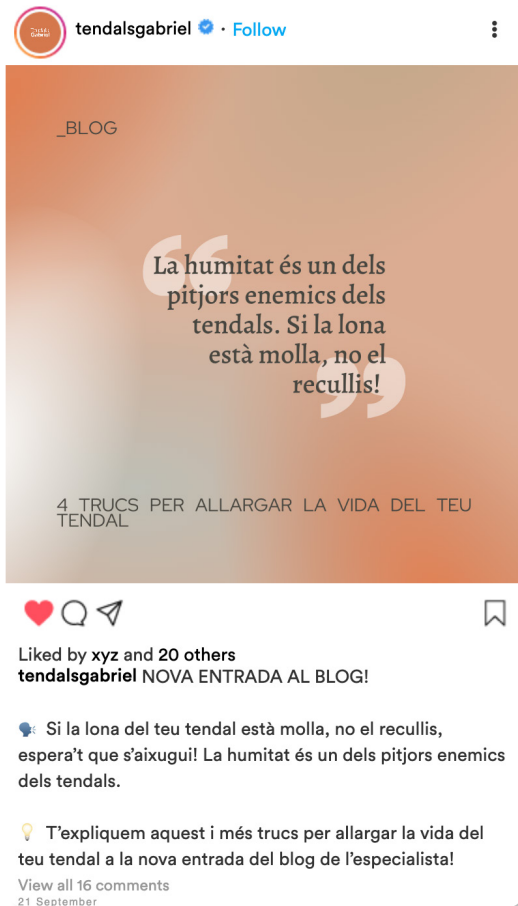 tendalsgabriel · Follow
_BLOG
“La humitat és un dels
pitjors enemics dels
tendals. Si la lona
està molla, no el
recullis!”
4 TRUCS PER ALLARGAR LA VIDA DEL TEU
TENDAL
Liked by xyz and 20 others
tendalsgabriel NOVA ENTRADA AL BLOG!
🗣️ Si la lona del teu tendal està molla, no el recullis,
espera’t que s’aixugui! La humitat és un dels pitjors enemics
dels tendals.
💡 T’expliquem aquest i més trucs per allargar la vida del
teu tendal a la nova entrada del blog de l’especialista!
View all 16 comments
21 September